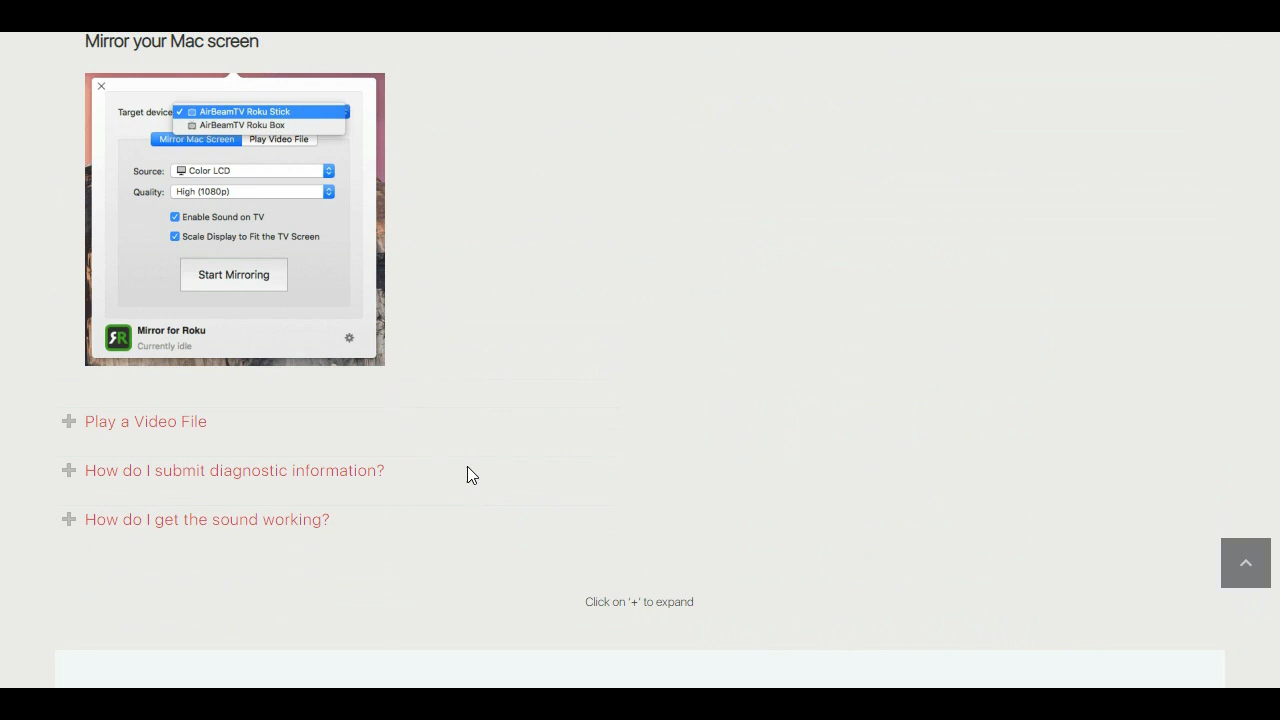 Mirror your Mac screen
Target device
✓ AirBeamTV Roku Stick
AirBeamTV Roku Box
Mirror Mac Screen Play Video File
Source: Color LCD
Quality: High (1080p)
Enable Sound on TV
Scale Display to Fit the TV Screen
Start Mirroring
Mirror for Roku
Currently idle
Play a Video File
How do I submit diagnostic information?
How do I get the sound working?
Click on '+' to expand